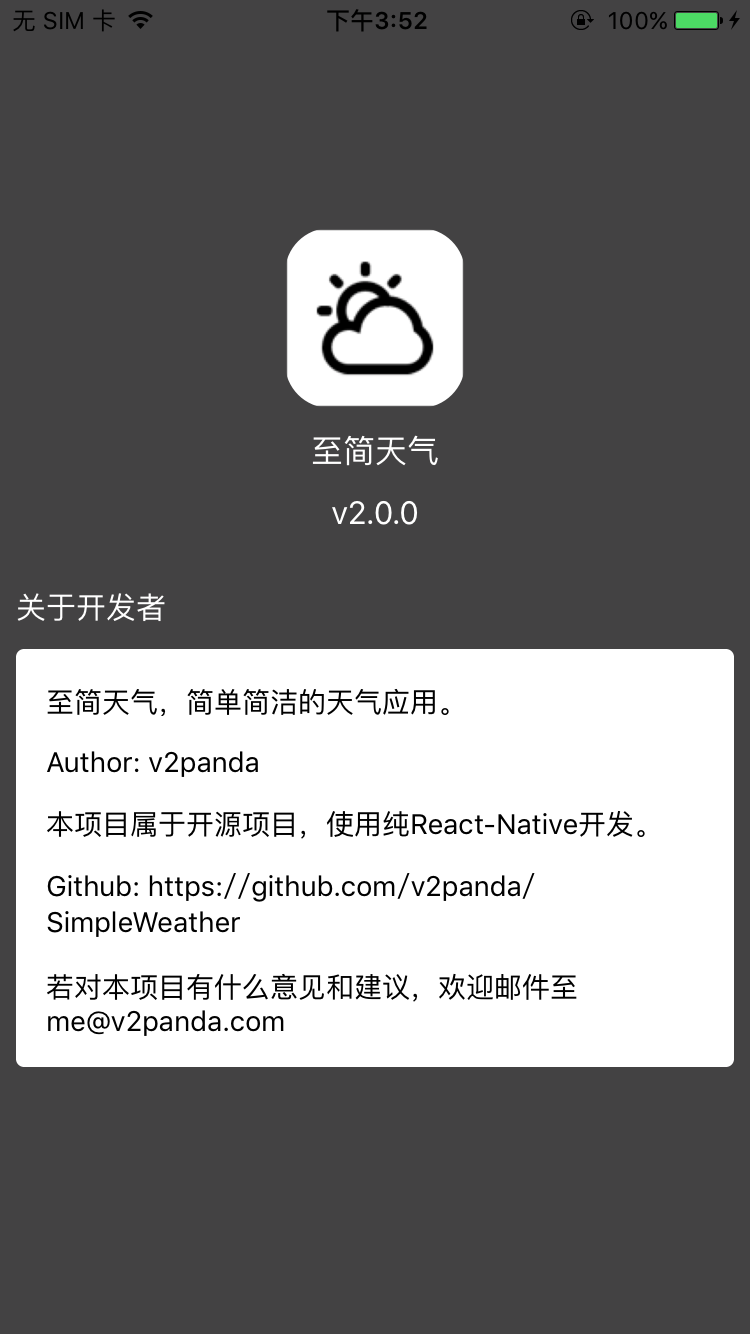 无 SIM 卡 下午3:52 100%
至简天气
v2.0.0
关于开发者
至简天气，简单简洁的天气应用。
Author: v2panda
本项目属于开源项目，使用纯React-Native开发。
Github: https://github.com/v2panda/
SimpleWeather
若对本项目有什么意见和建议，欢迎邮件至
me@v2panda.com